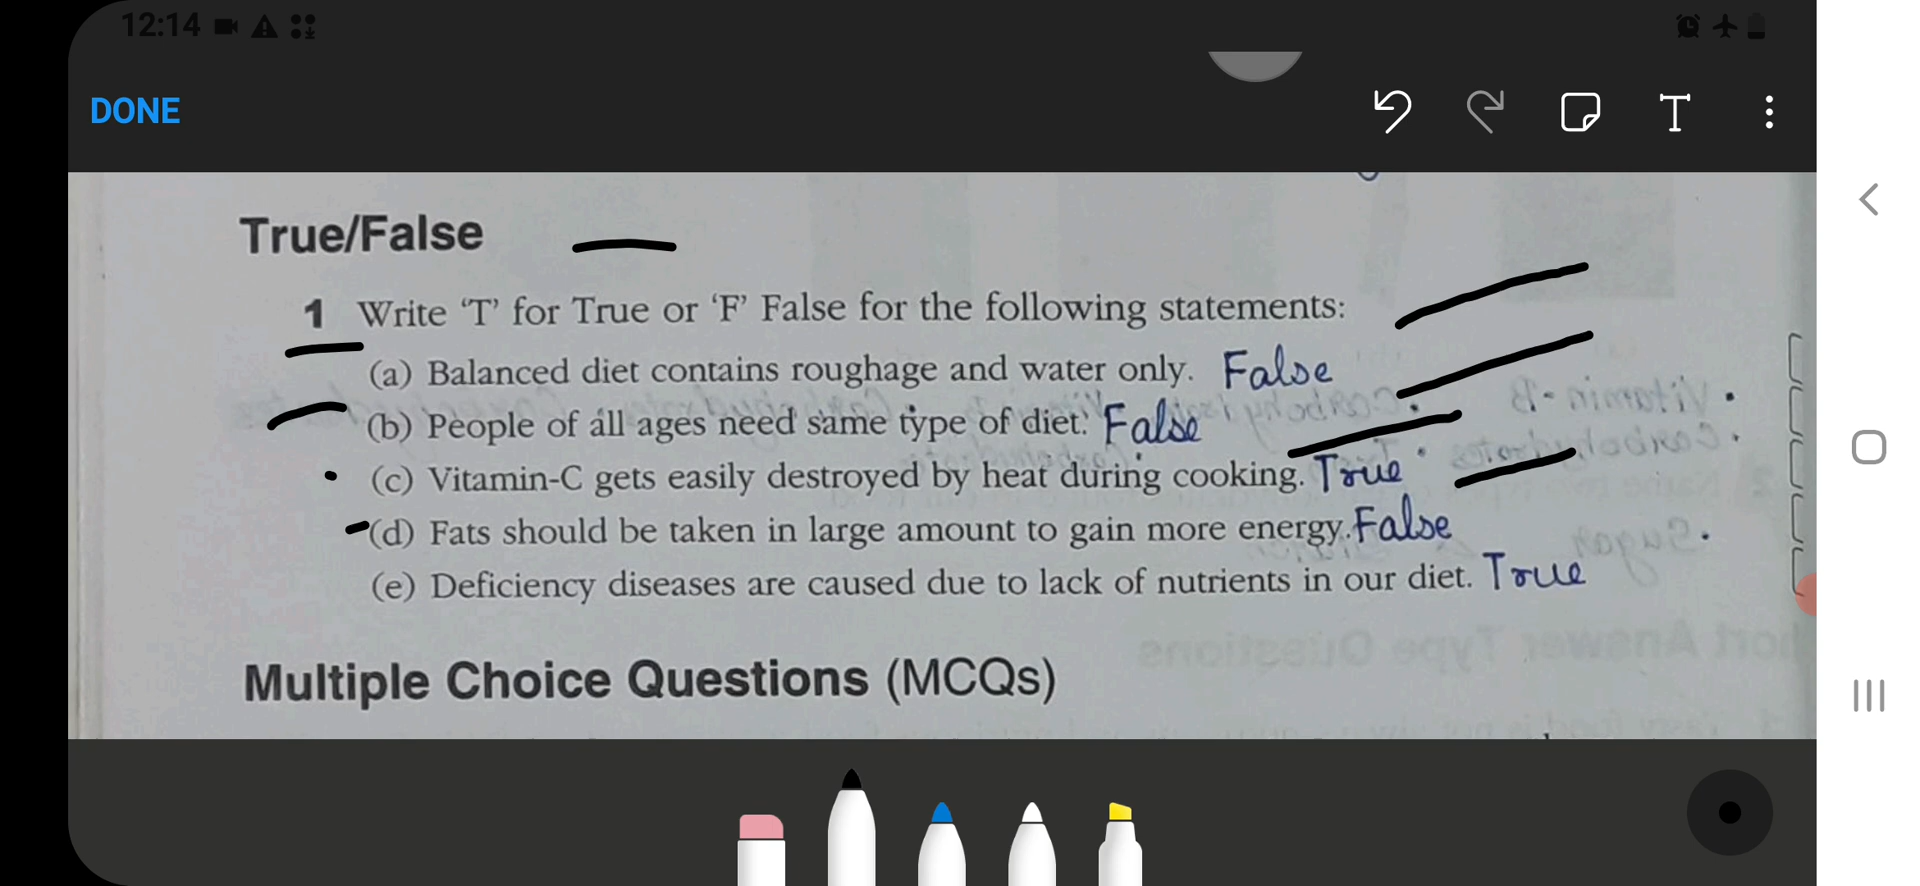 12:14
DONE
T
True/False
1 Write 'T' for True or 'F' False for the following statements:
(a) Balanced diet contains roughage and water only. False
(b) People of all ages need same type of diet. False
(c) Vitamin-C gets easily destroyed by heat during cooking. True
(d) Fats should be taken in large amount to gain more energy. False
(e) Deficiency diseases are caused due to lack of nutrients in our diet. True
Multiple Choice Questions (MCQs)